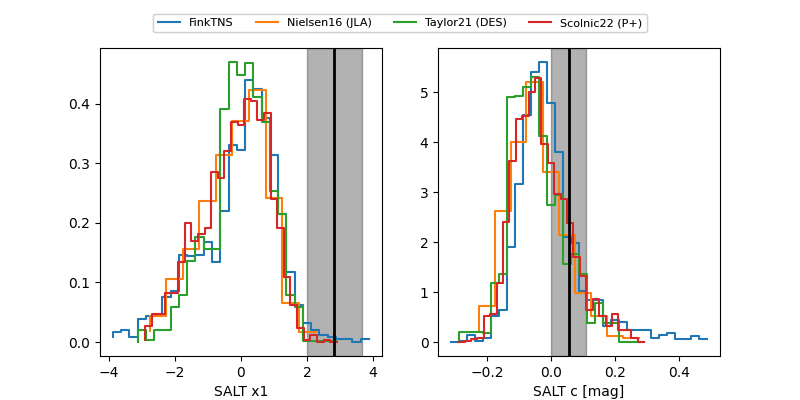 FinkTNS Nielsen16 (JLA) Taylor21 (DES) Scolnic22 (P+)
0.4
0.3
0.2
0.1
0.0
−4 −2 0 2 4
SALT x1
5
4
3
2
1
0
−0.2 0.0 0.2 0.4
SALT c [mag]